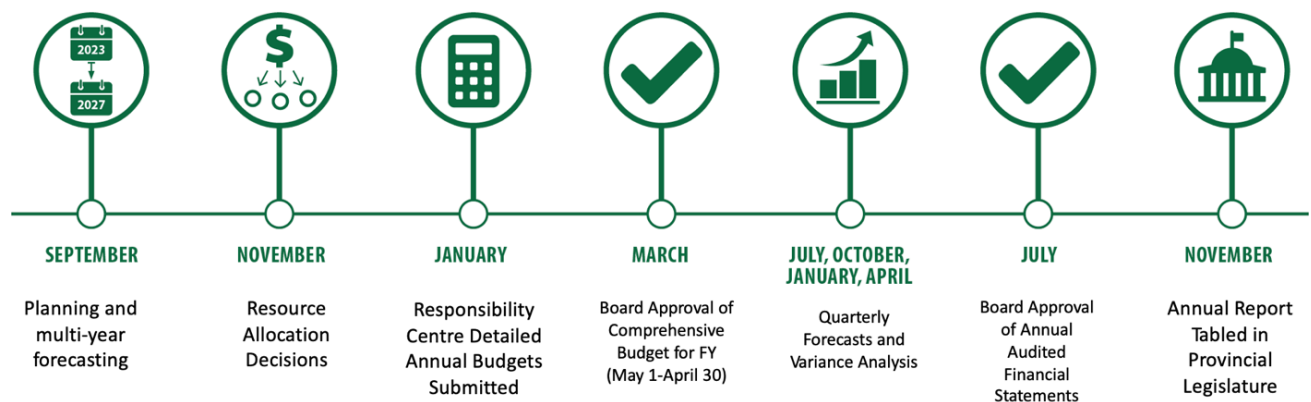 2023
2027
$
SEPTEMBER
Planning and
multi-year
forecasting
NOVEMBER
Resource
Allocation
Decisions
JANUARY
Responsibility
Centre Detailed
Annual Budgets
Submitted
MARCH
Board Approval of
Comprehensive
Budget for FY
(May 1-April 30)
JULY, OCTOBER,
JANUARY, APRIL
Quarterly
Forecasts and
Variance Analysis
JULY
Board Approval
of Annual
Audited
Financial
Statements
NOVEMBER
Annual Report
Tabled in
Provincial
Legislature